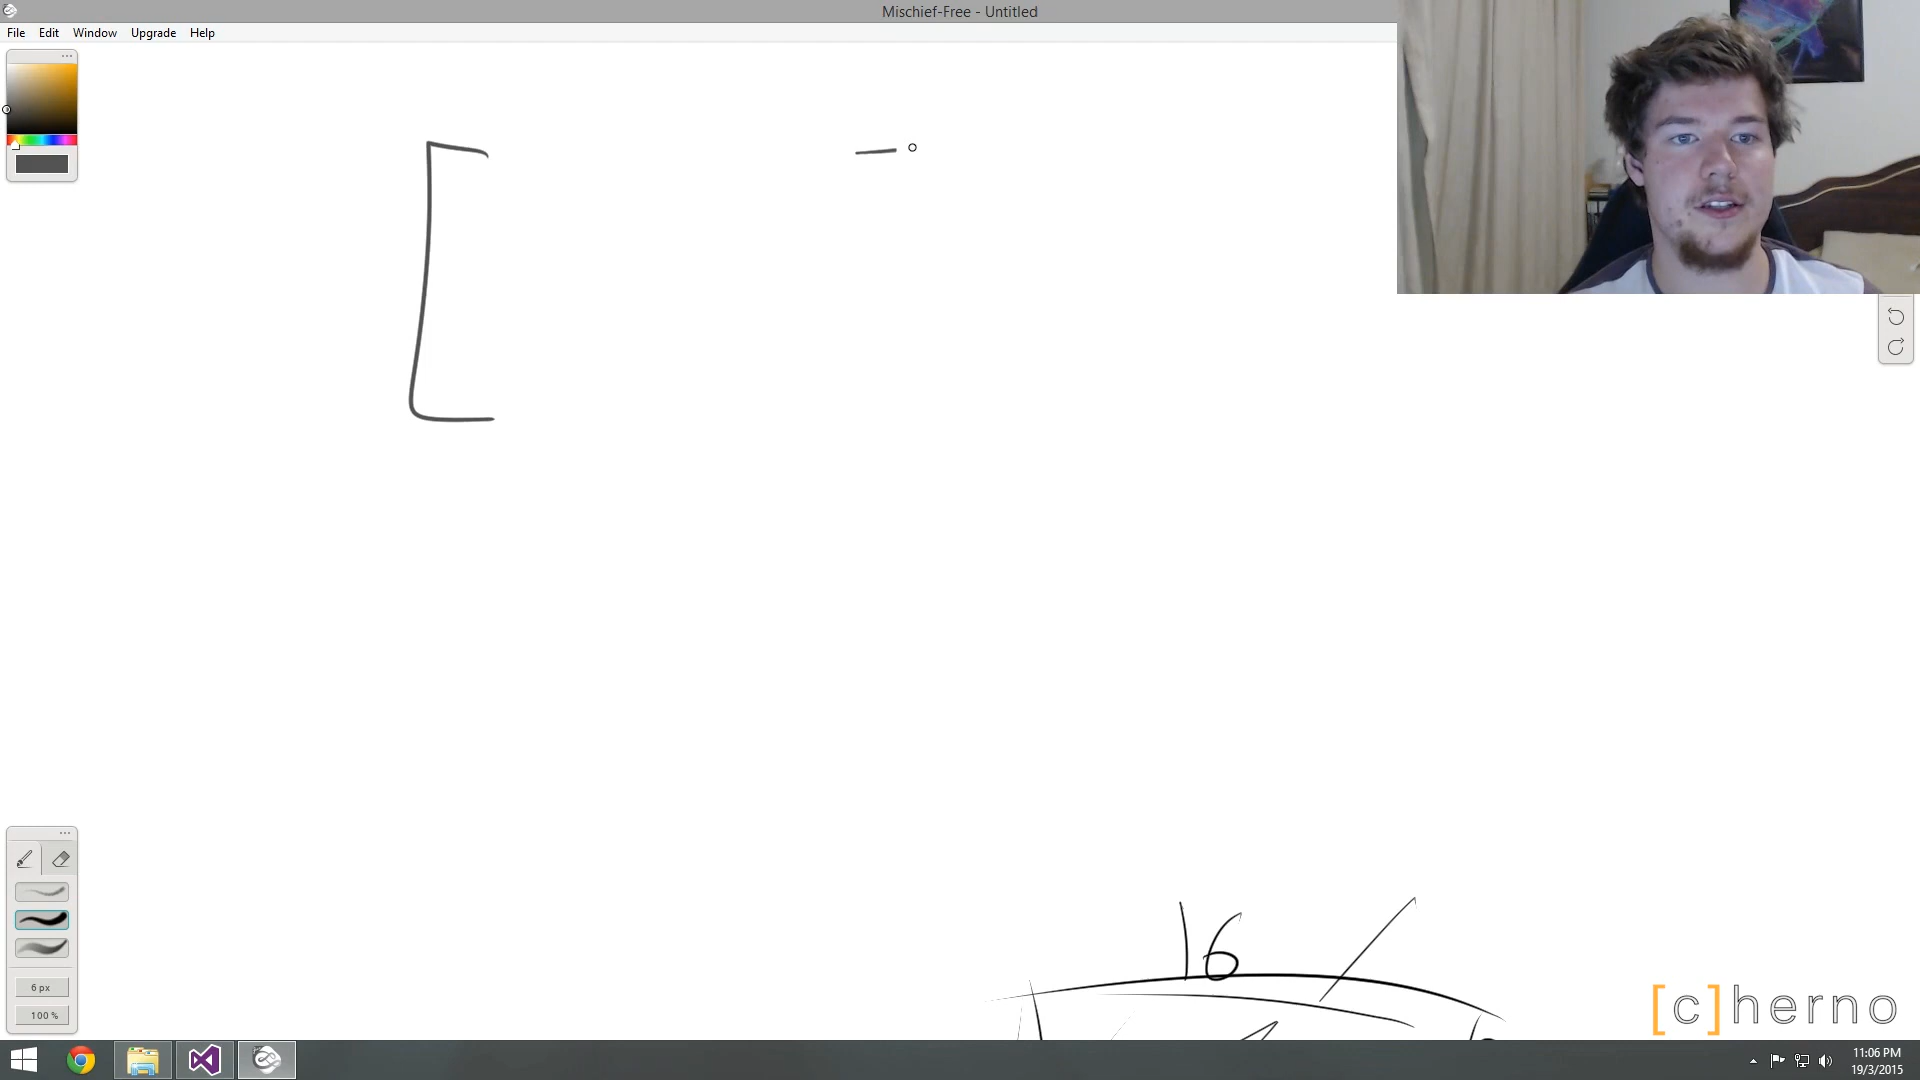 Mischief-Free - Untitled
File Edit Window Upgrade Help
6 px
100 %
16
[c]herno
11:06 PM
19/3/2015